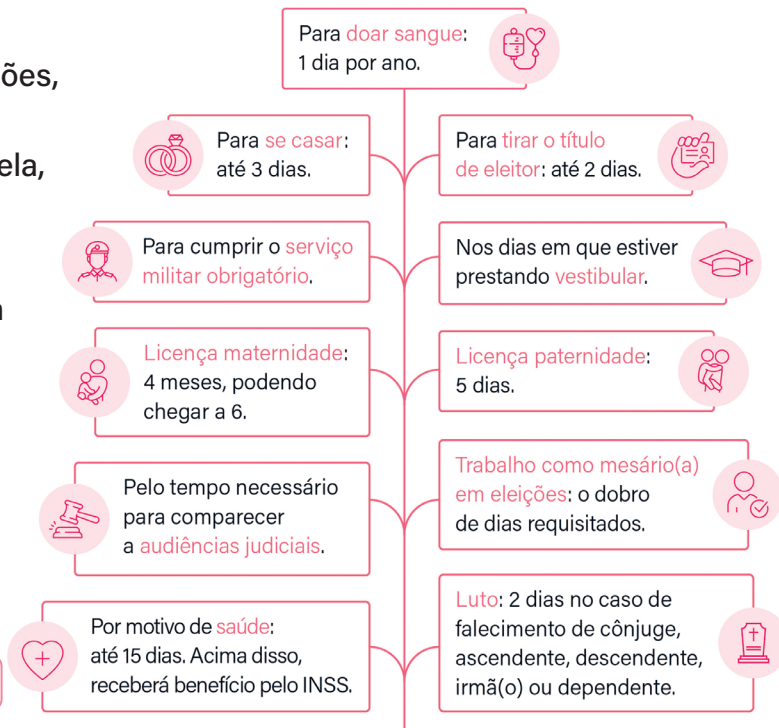 ões,
ela,
Para doar sangue:
1 dia por ano.
Para se casar:
até 3 dias.
Para tirar o título
de eleitor: até 2 dias.
Para cumprir o serviço
militar obrigatório.
Nos dias em que estiver
prestando vestibular.
Licença maternidade:
4 meses, podendo
chegar a 6.
Licença paternidade:
5 dias.
Pelo tempo necessário
para comparecer
a audiências judiciais.
Trabalho como mesário(a)
em eleições: o dobro
de dias requisitados.
Por motivo de saúde:
até 15 dias. Acima disso,
receberá benefício pelo INSS.
Luto: 2 dias no caso de
falecimento de cônjuge,
ascendente, descendente,
irmã(o) ou dependente.